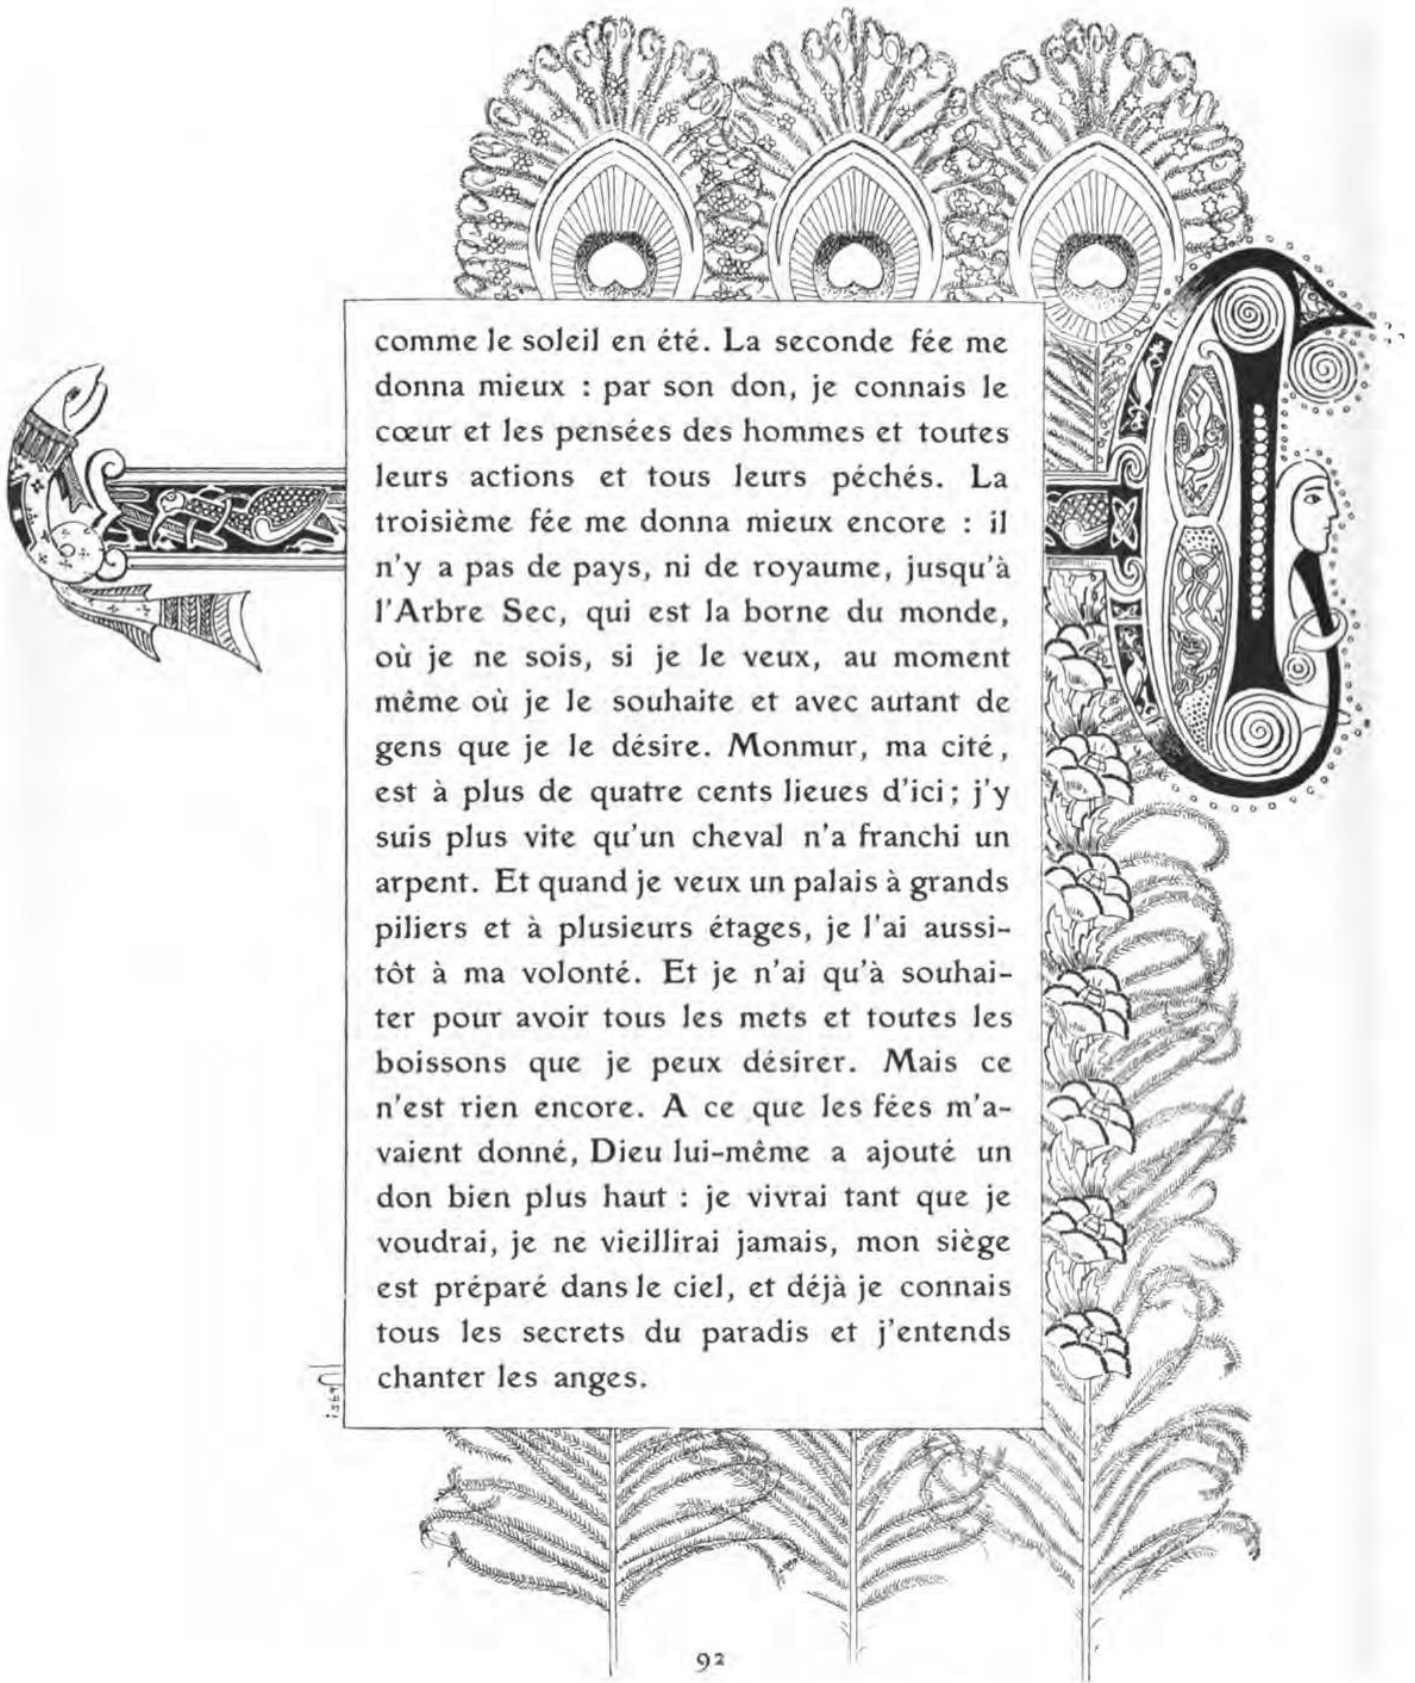 comme le soleil en été. La seconde fée me
donna mieux : par son don, je connais le
cœur et les pensées des hommes et toutes
leurs actions et tous leurs péchés. La
troisième fée me donna mieux encore : il
n'y a pas de pays, ni de royaume, jusqu'à
l'Arbre Sec, qui est la borne du monde,
où je ne sois, si je le veux, au moment
même où je le souhaite et avec autant de
gens que je le désire. Monmur, ma cité,
est à plus de quatre cents lieues d'ici; j'y
suis plus vite qu'un cheval n'a franchi un
arpent. Et quand je veux un palais à grands
piliers et à plusieurs étages, je l'ai aussi-
tôt à ma volonté. Et je n'ai qu'à souhai-
ter pour avoir tous les mets et toutes les
boissons que je peux désirer. Mais ce
n'est rien encore. A ce que les fées m'a-
vaient donné, Dieu lui-même a ajouté un
don bien plus haut : je vivrai tant que je
voudrai, je ne vieillirai jamais, mon siège
est préparé dans le ciel, et déjà je connais
tous les secrets du paradis et j'entends
chanter les anges.
92